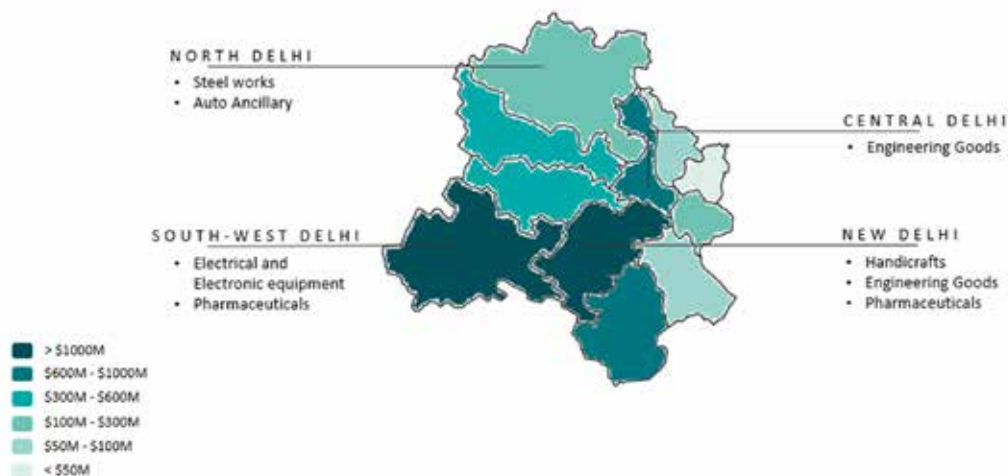 NORTH DELHI
• Steel works
• Auto Ancillary
CENTRAL DELHI
• Engineering Goods
SOUTH-WEST DELHI
• Electrical and
Electronic equipment
• Pharmaceuticals
NEW DELHI
• Handicrafts
• Engineering Goods
• Pharmaceuticals
> $1000M
$600M - $1000M
$300M - $600M
$100M - $300M
$50M - $100M
< $50M